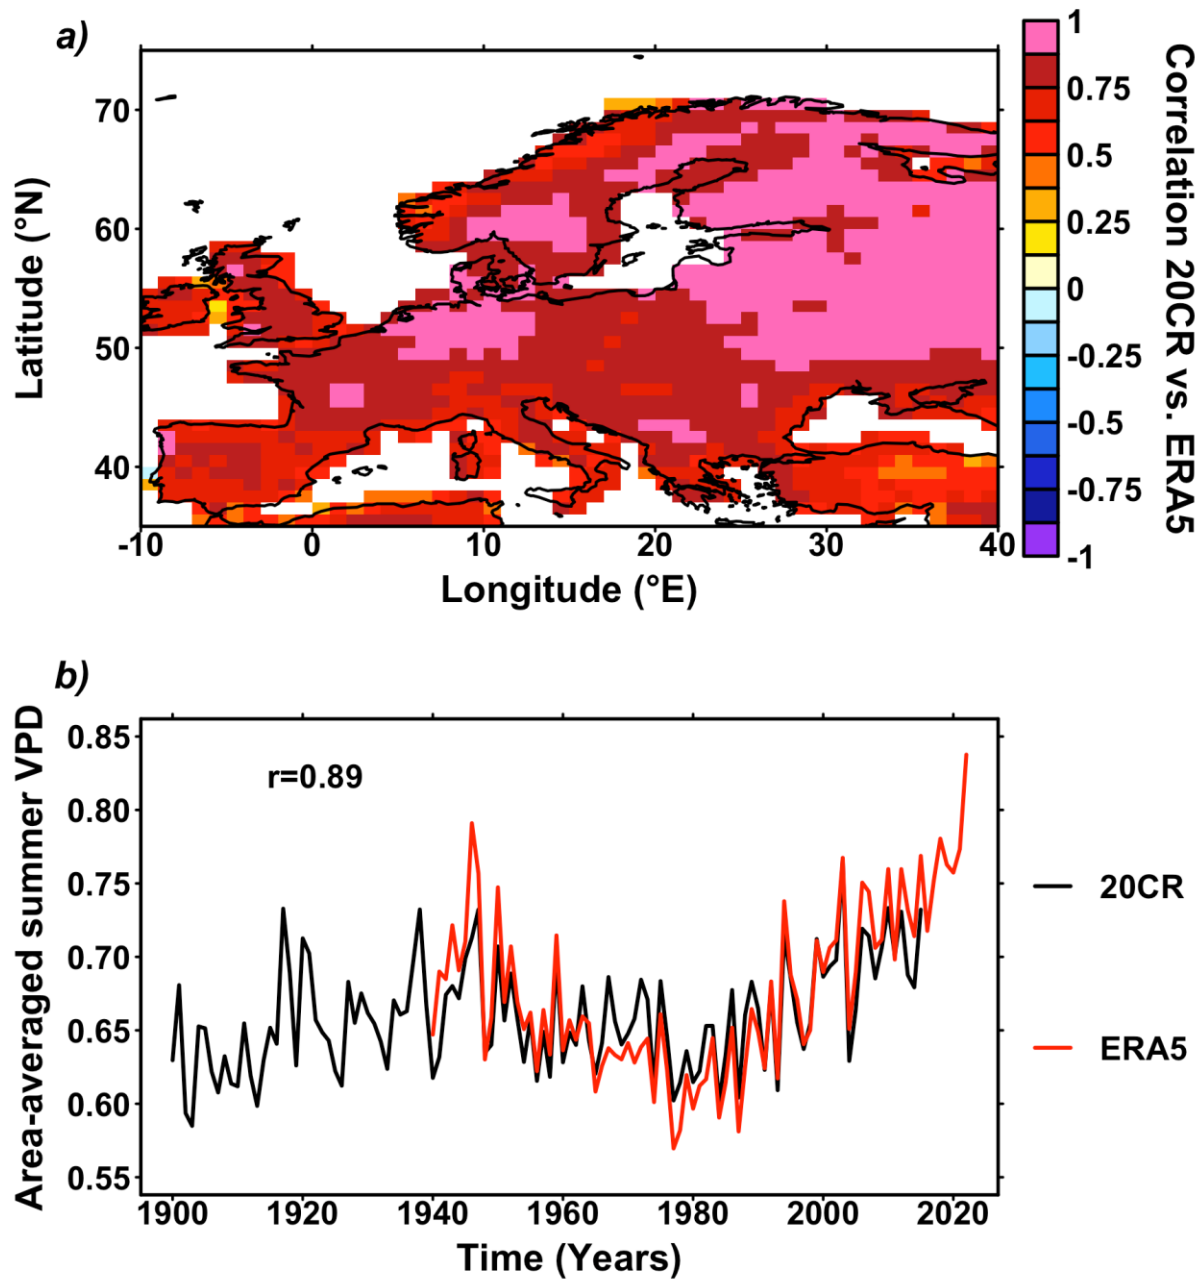 a)
Latitude (°N)
70
60
50
40
-10 0 10 20 30 40
Longitude (°E)
1
0.75
0.5
0.25
0
-0.25
-0.5
-0.75
-1
Correlation 20CR vs. ERA5
b)
Area-averaged summer VPD
0.85
0.80
0.75
0.70
0.65
0.60
0.55
r=0.89
1900 1920 1940 1960 1980 2000 2020
Time (Years)
20CR
ERA5